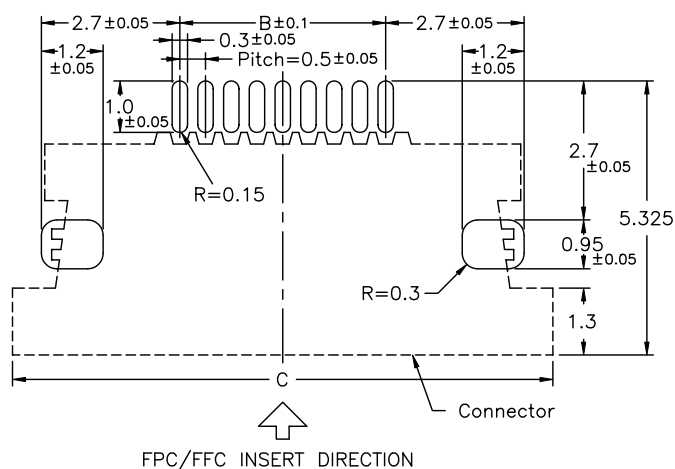 2.7±0.05
B±0.1
2.7±0.05
1.2
±0.05
0.3±0.05
1.2
±0.05
Pitch=0.5±0.05
1.0
±0.05
R=0.15
2.7
±0.05
5.325
0.95
±0.05
R=0.3
1.3
C
Connector
FPC/FFC INSERT DIRECTION